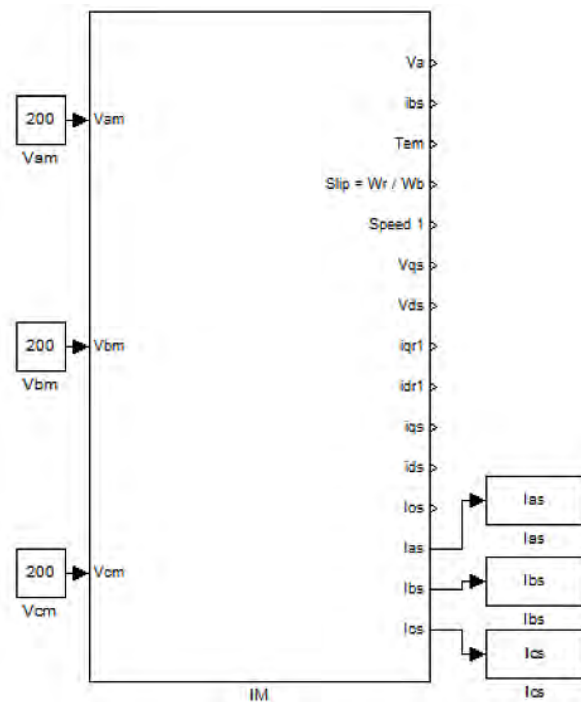 Va
ibs
200
Vam
Vam
Tem
Slip = Wr / Wb
Speed 1
Vqs
Vds
200
Vbm
Vbm
iqr1
idr1
iqs
ids
Ios
Ias
Ias
Ias
200
Vcm
Vcm
Ibs
Ibs
Ibs
Ios
Ics
Ics
IM